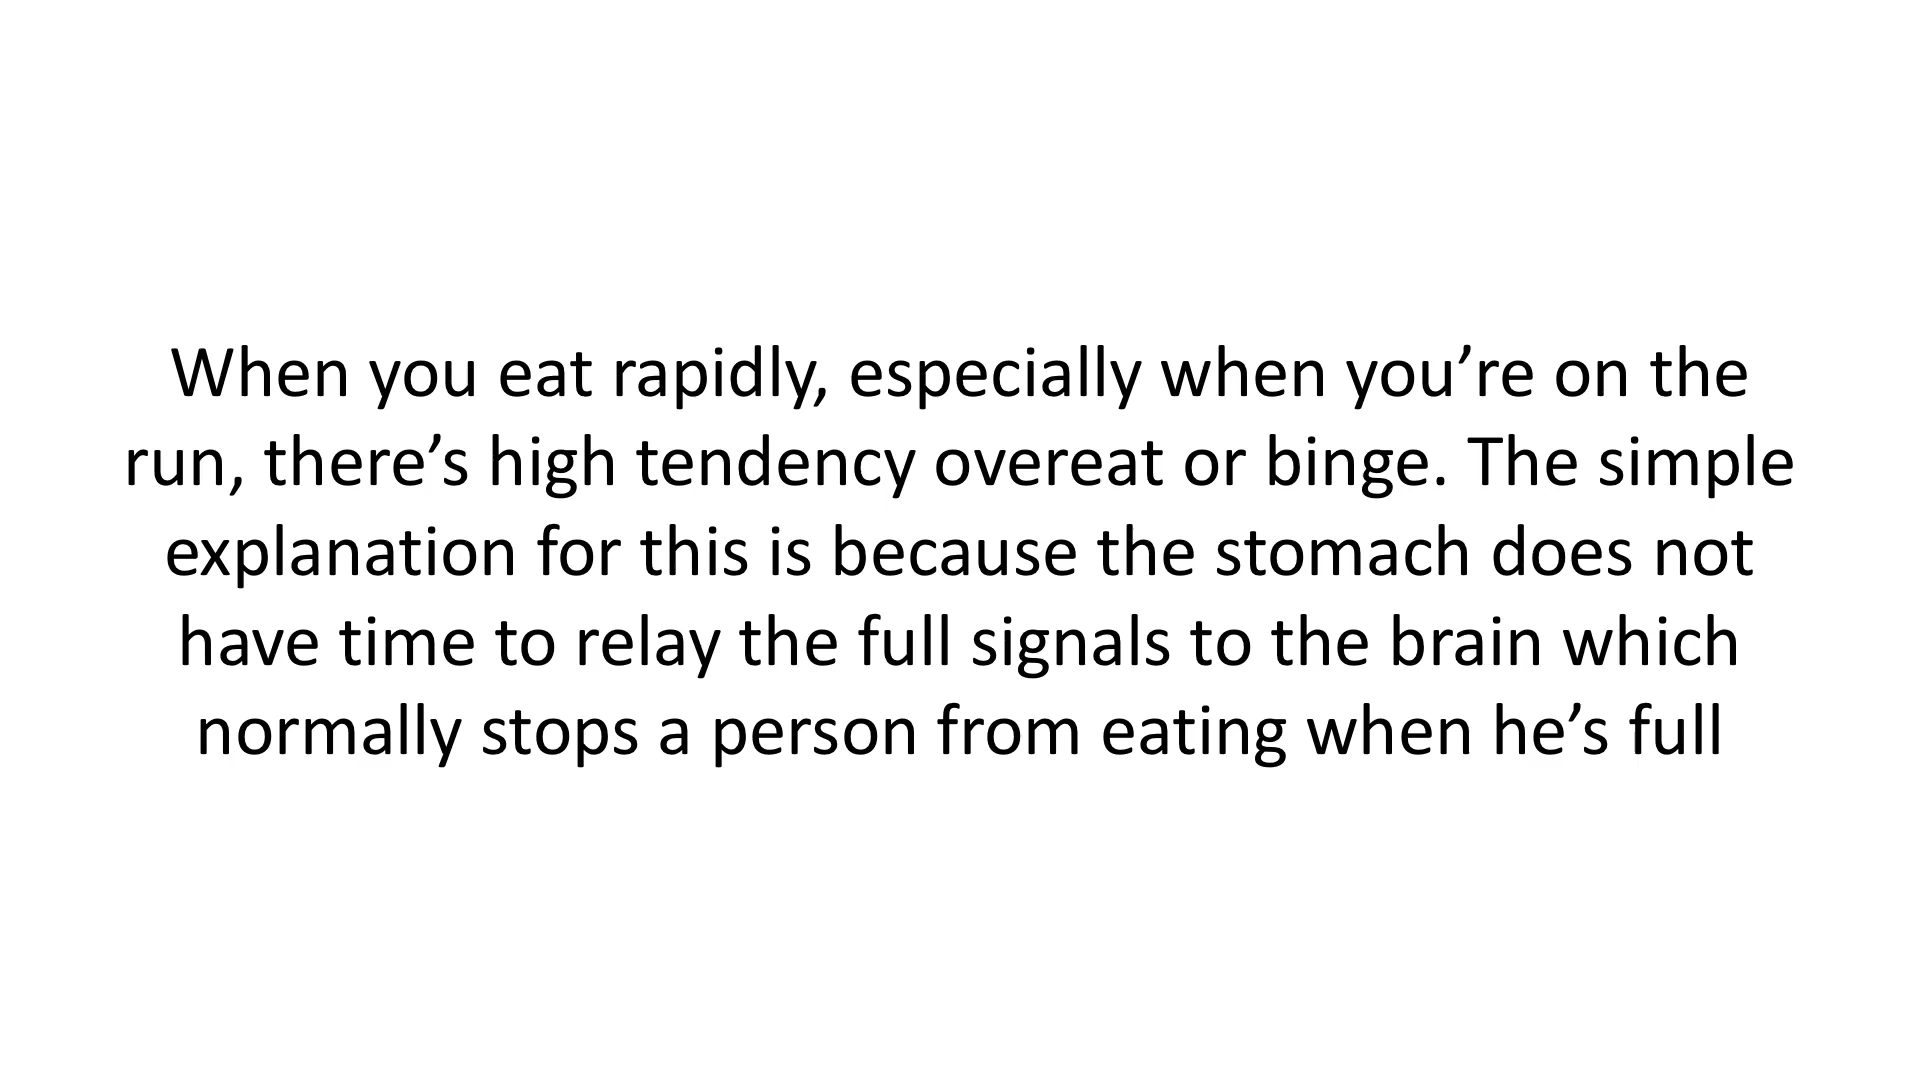 When you eat rapidly, especially when you’re on the
run, there’s high tendency overeat or binge. The simple
explanation for this is because the stomach does not
have time to relay the full signals to the brain which
normally stops a person from eating when he’s full